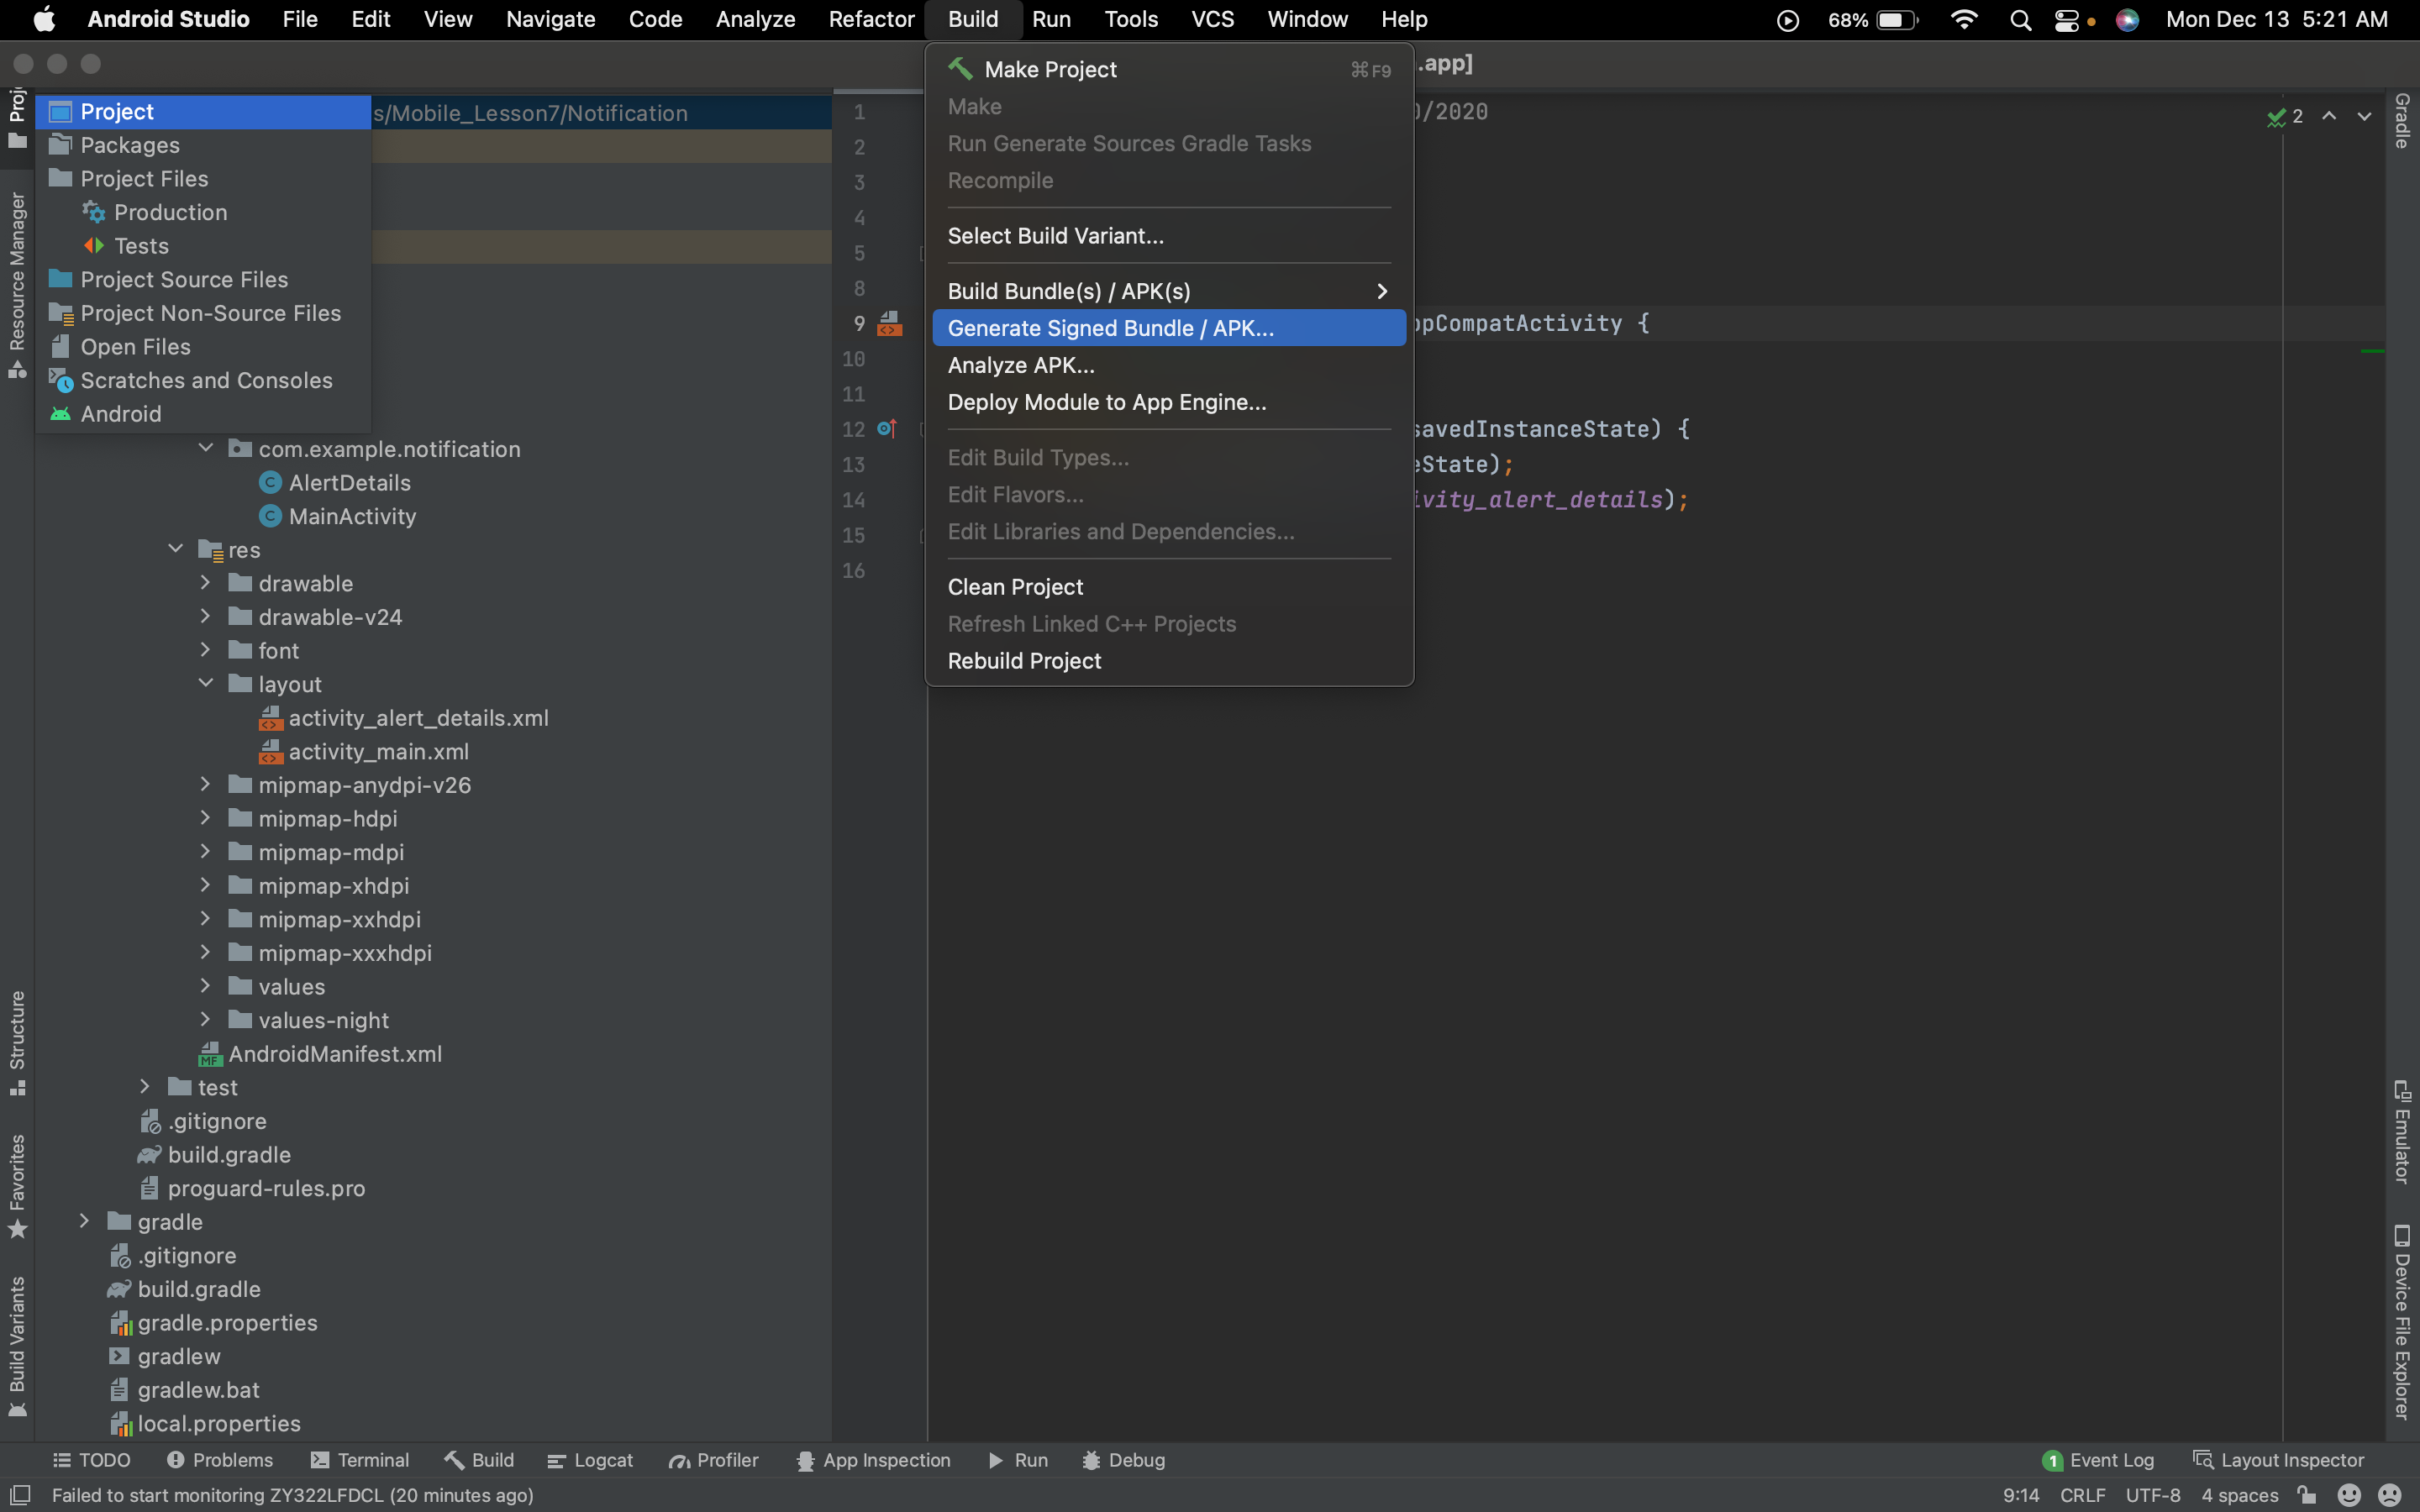 Android Studio File Edit View Navigate Code Analyze Refactor Build Run Tools VCS Window Help 68% Mon Dec 13 5:21 AM
.app]
Project
Packages
Project Files
Production
Tests
Project Source Files
Project Non-Source Files
Open Files
Scratches and Consoles
Android
s/Mobile_Lesson7/Notification
com.example.notification
AlertDetails
MainActivity
res
drawable
drawable-v24
font
layout
activity_alert_details.xml
activity_main.xml
mipmap-anydpi-v26
mipmap-hdpi
mipmap-mdpi
mipmap-xhdpi
mipmap-xxhdpi
mipmap-xxxhdpi
values
values-night
AndroidManifest.xml
test
.gitignore
build.gradle
proguard-rules.pro
gradle
.gitignore
build.gradle
gradle.properties
gradlew
gradlew.bat
local.properties
Make Project ⌘F9
Make
Run Generate Sources Gradle Tasks
Recompile
Select Build Variant...
Build Bundle(s) / APK(s)
Generate Signed Bundle / APK...
Analyze APK...
Deploy Module to App Engine...
Edit Build Types...
Edit Flavors...
Edit Libraries and Dependencies...
Clean Project
Refresh Linked C++ Projects
Rebuild Project
1
2
3
4
5
8
9
10
11
12
13
14
15
16
/2020
pCompatActivity {
savedInstanceState) {
State);
ivity_alert_details);
2
Resource Manager
Structure
Favorites
Build Variants
Gradle
Emulator
Device File Explorer
TODO Problems Terminal Build Logcat Profiler App Inspection Run Debug 1 Event Log Layout Inspector
Failed to start monitoring ZY322LFDCL (20 minutes ago) 9:14 CRLF UTF-8 4 spaces